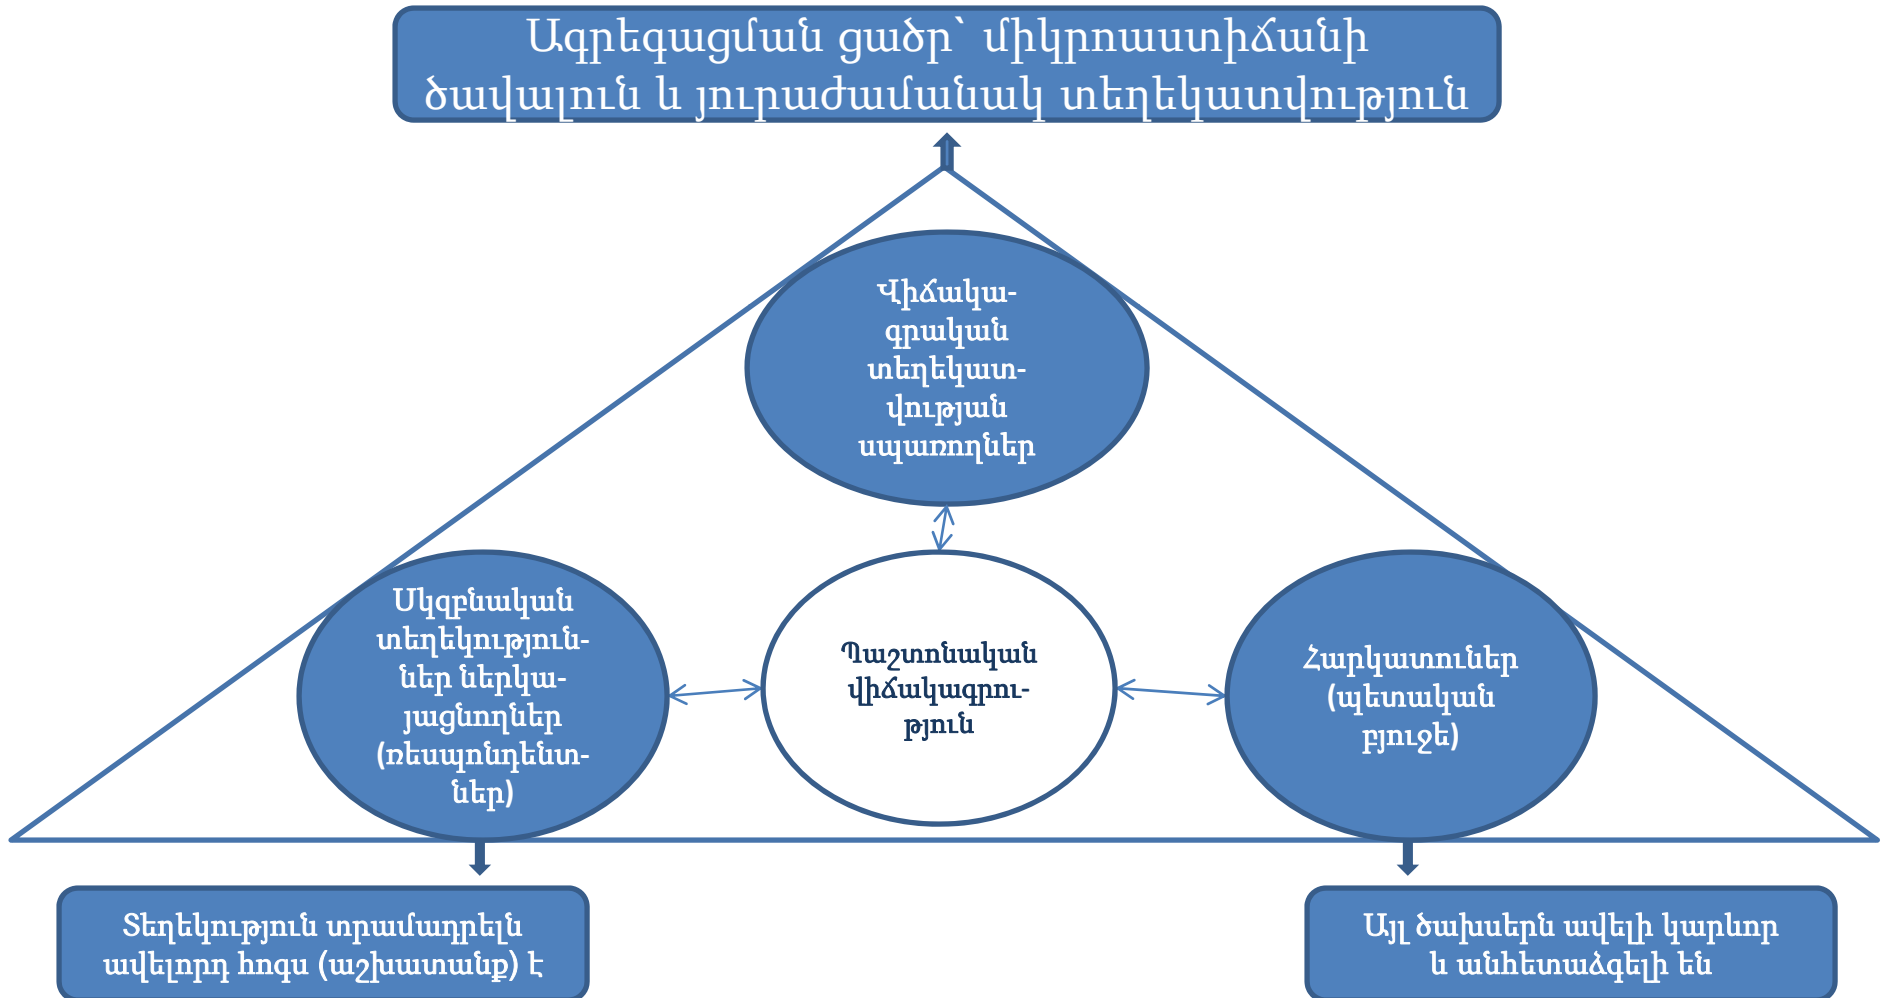 Ագրեգացման ցածր՝ միկրոաստիճանի
ծավալուն և յուրաժամանակ տեղեկատվություն
Վիճակա-
գրական
տեղեկատ-
վության
սպառողներ
Սկզբնական
տեղեկություն-
ներ ներկա-
յացնողներ
(ռեսպոնդենտ-
ներ)
Պաշտոնական
վիճակագրու-
թյուն
Հարկատուներ
(պետական
բյուջե)
Տեղեկություն տրամադրելն
ավելորդ հոգս (աշխատանք) է
Այլ ծախսերն ավելի կարևոր
և անհետաձգելի են